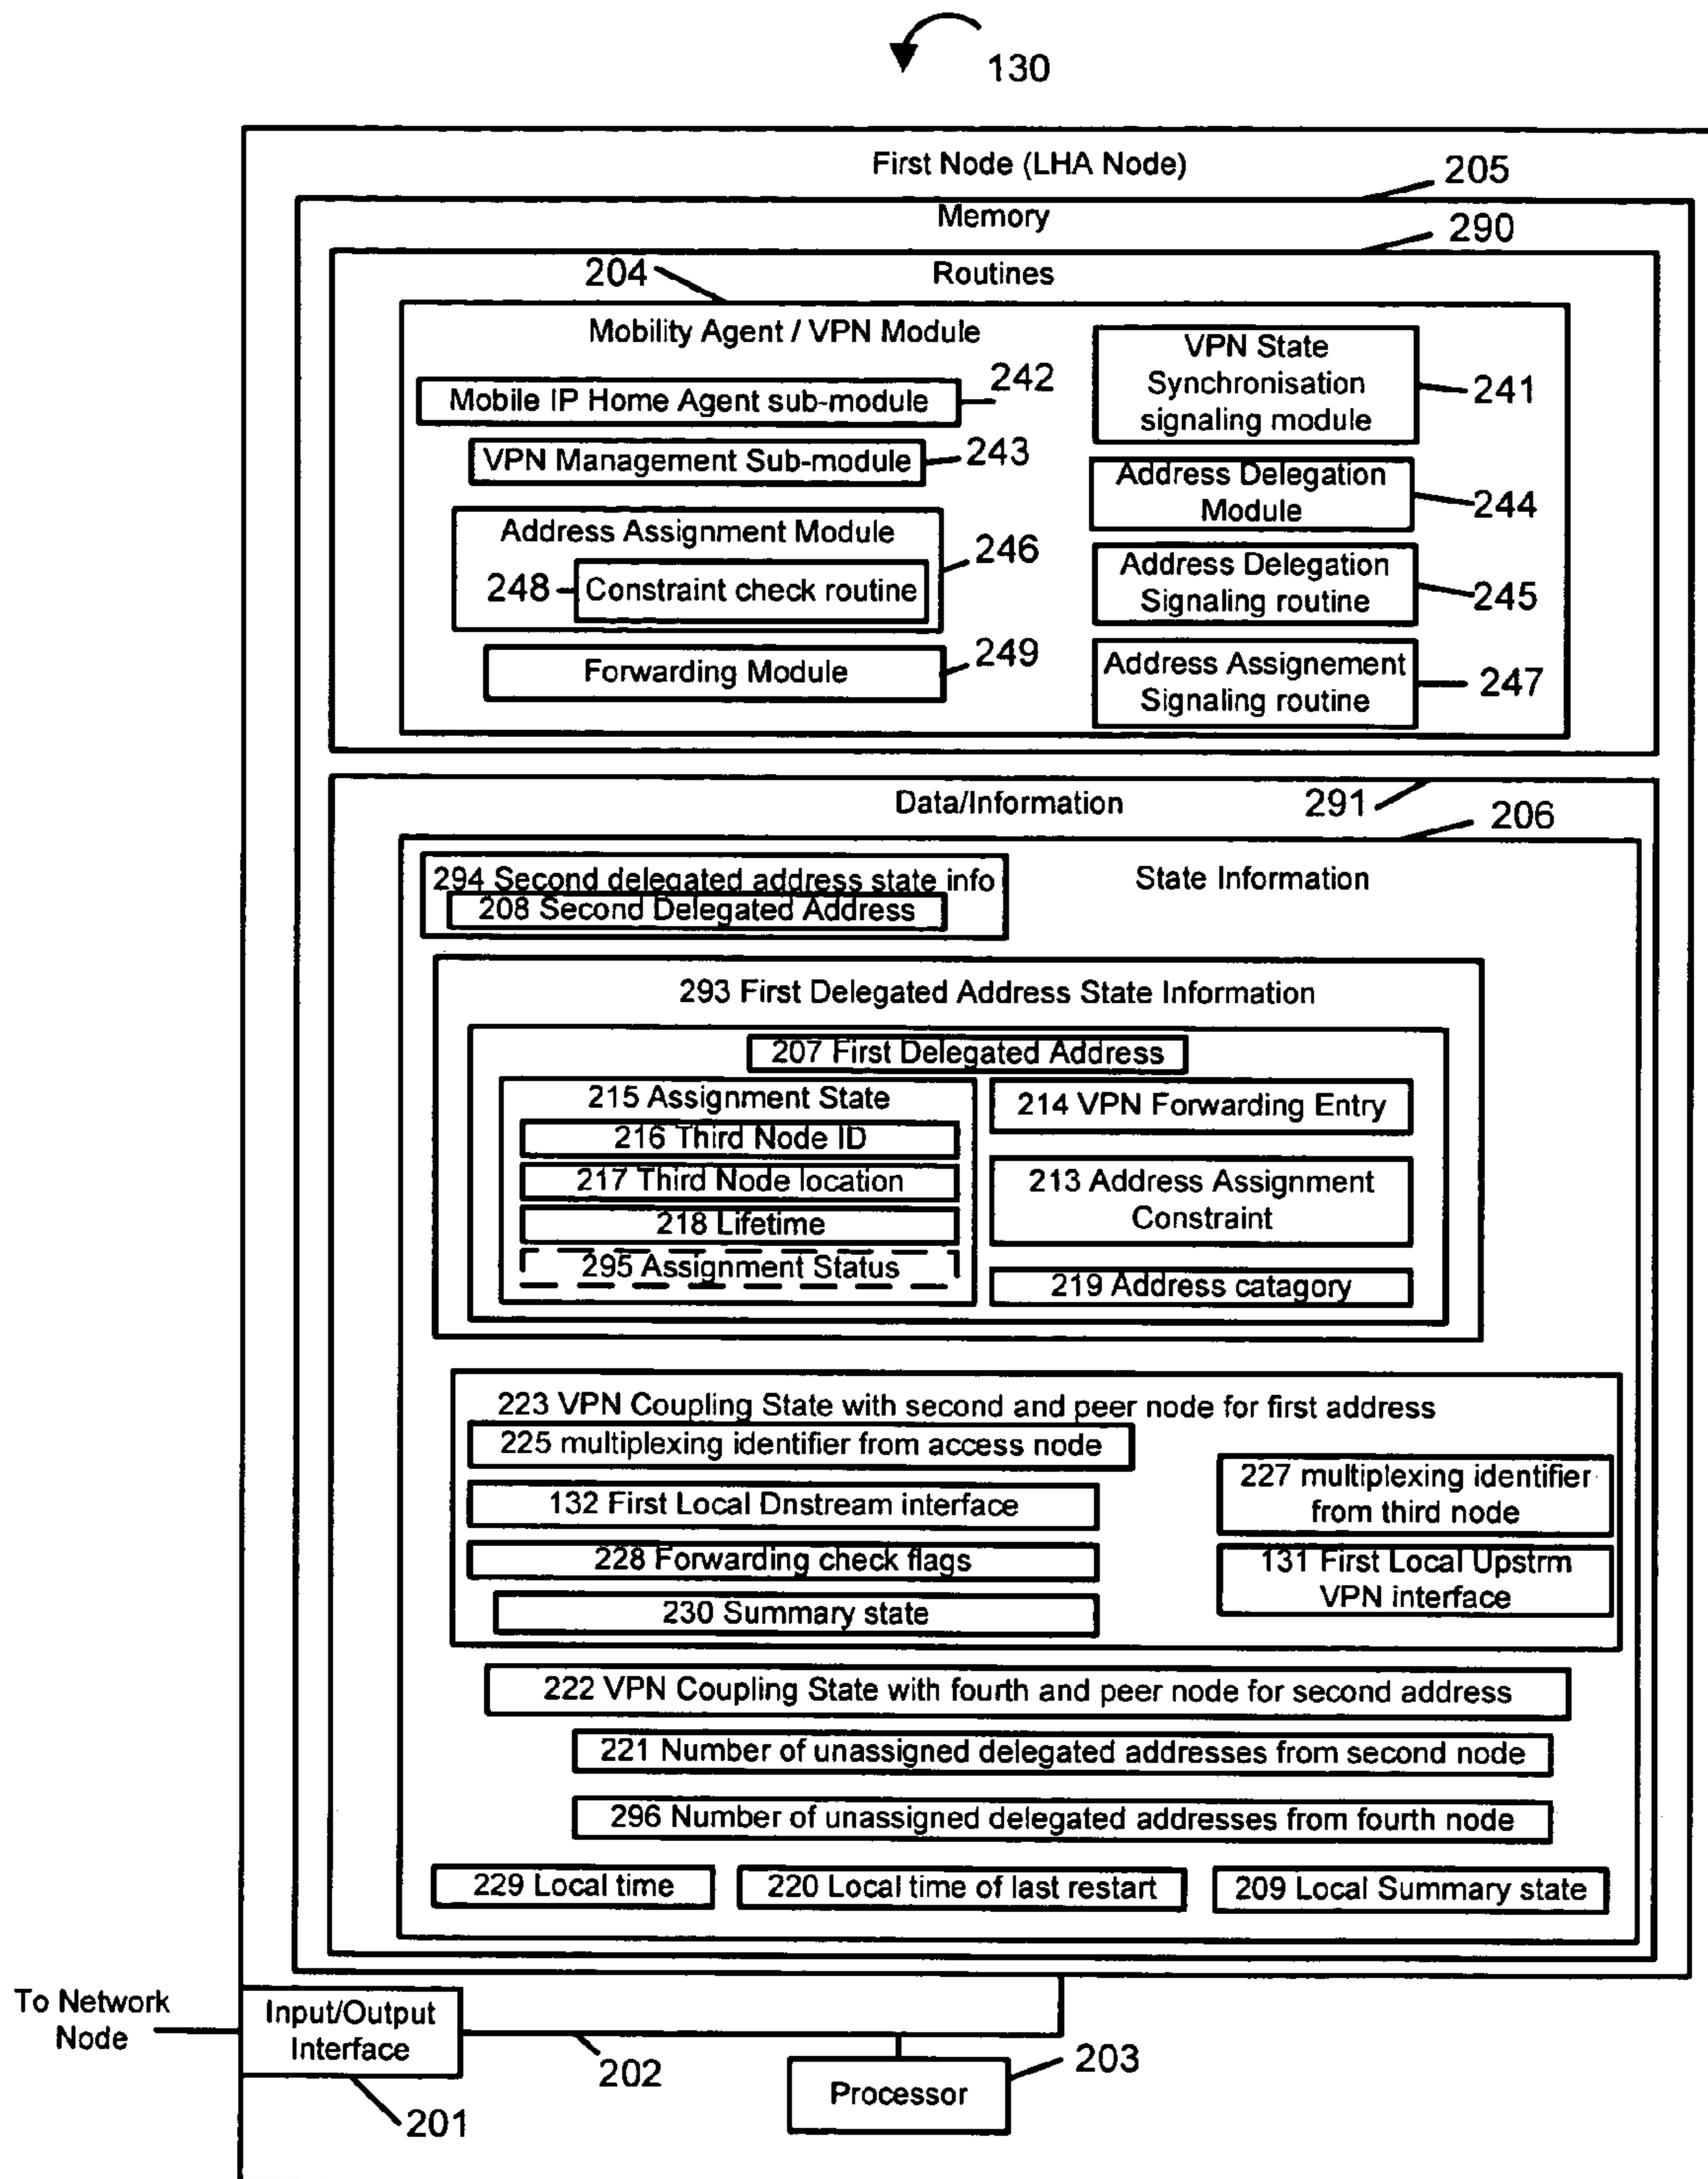 130
First Node (LHA Node)
205
Memory
290
204
Routines
Mobility Agent / VPN Module
Mobile IP Home Agent sub-module
242
VPN Management Sub-module
243
Address Assignment Module
246
248
Constraint check routine
Forwarding Module
249
VPN State
Synchronisation
signaling module
241
Address Delegation
Module
244
Address Delegation
Signaling routine
245
Address Assignement
Signaling routine
247
Data/Information
291
206
294 Second delegated address state info
208 Second Delegated Address
State Information
293 First Delegated Address State Information
207 First Delegated Address
215 Assignment State
216 Third Node ID
217 Third Node location
218 Lifetime
295 Assignment Status
214 VPN Forwarding Entry
213 Address Assignment
Constraint
219 Address catagory
223 VPN Coupling State with second and peer node for first address
225 multiplexing identifier from access node
132 First Local Dnstream interface
228 Forwarding check flags
230 Summary state
227 multiplexing identifier
from third node
131 First Local Upstrm
VPN interface
222 VPN Coupling State with fourth and peer node for second address
221 Number of unassigned delegated addresses from second node
296 Number of unassigned delegated addresses from fourth node
229 Local time
220 Local time of last restart
209 Local Summary state
To Network
Node
Input/Output
Interface
201
202
Processor
203